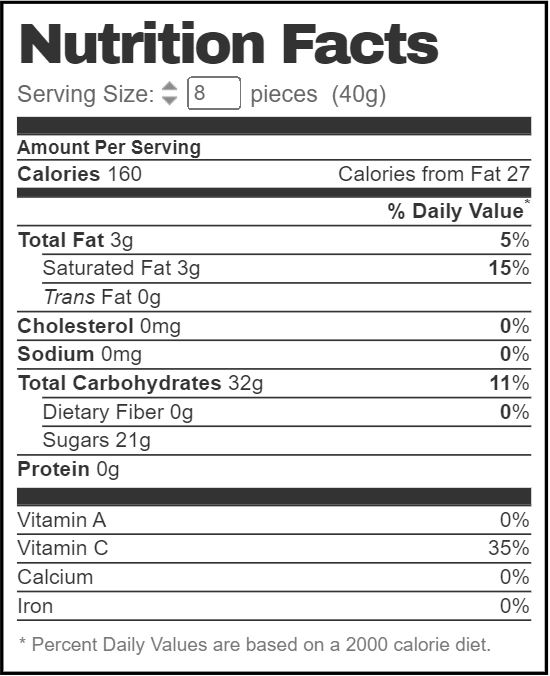 Nutrition Facts
Serving Size: 8 pieces (40g)
Amount Per Serving
Calories 160 Calories from Fat 27
% Daily Value*
Total Fat 3g 5%
Saturated Fat 3g 15%
Trans Fat 0g
Cholesterol 0mg 0%
Sodium 0mg 0%
Total Carbohydrates 32g 11%
Dietary Fiber 0g 0%
Sugars 21g
Protein 0g
Vitamin A 0%
Vitamin C 35%
Calcium 0%
Iron 0%
* Percent Daily Values are based on a 2000 calorie diet.